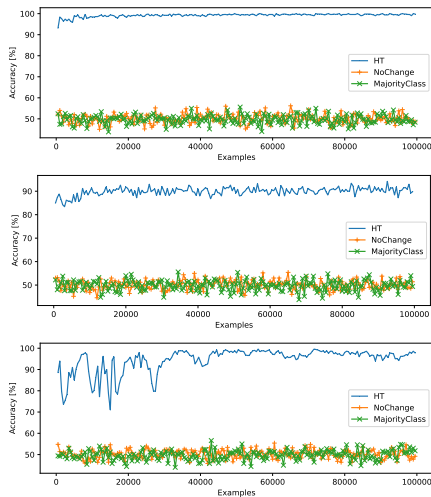 100
90
80
70
60
50
Accuracy [%]
HT
NoChange
MajorityClass
0
20000
40000
60000
80000
100000
Examples
90
80
70
60
50
Accuracy [%]
HT
NoChange
MajorityClass
0
20000
40000
60000
80000
100000
Examples
100
90
80
70
60
50
Accuracy [%]
HT
NoChange
MajorityClass
0
20000
40000
60000
80000
100000
Examples